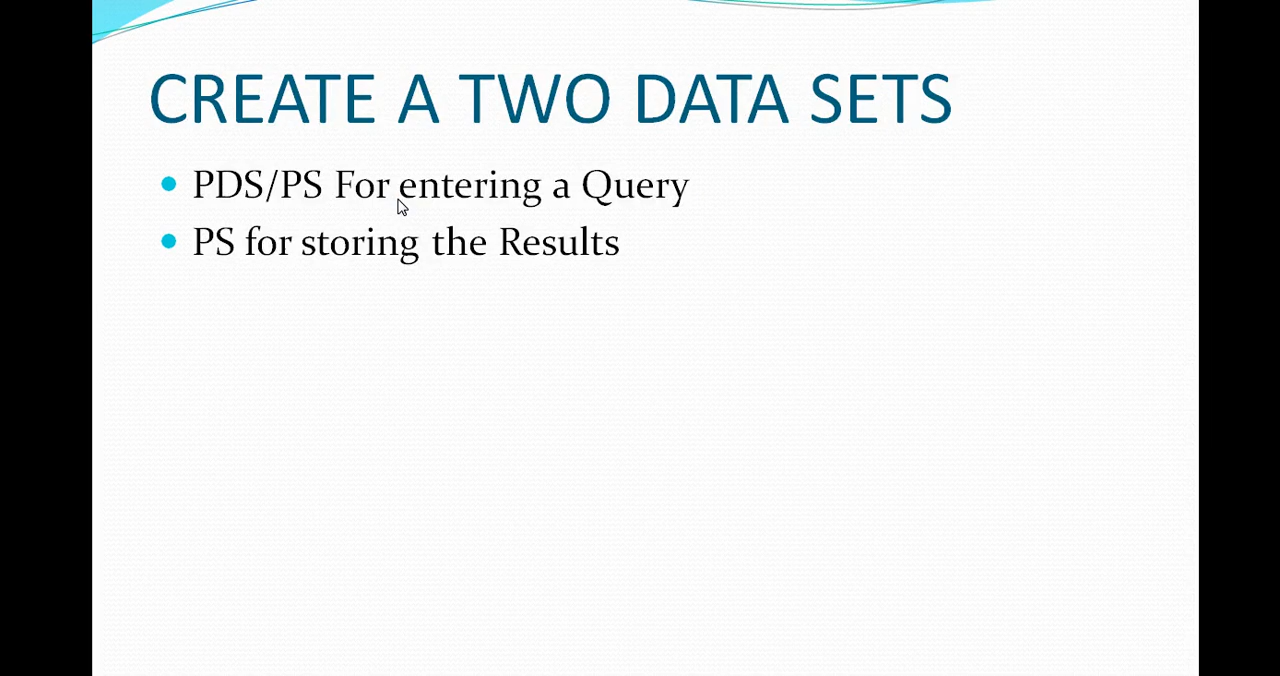 CREATE A TWO DATA SETS
PDS/PS For entering a Query
PS for storing the Results